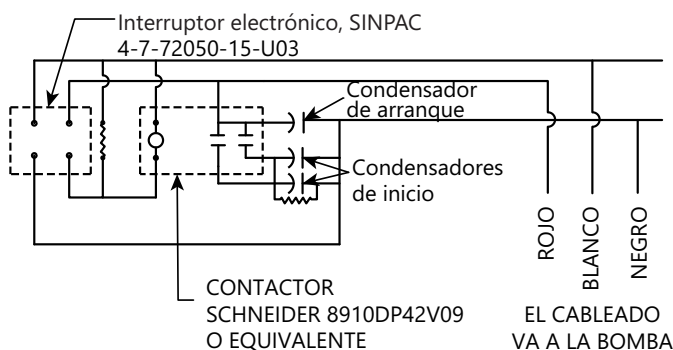 Interruptor electrónico, SINPAC
4-7-72050-15-U03
Condensador
de arranque
Condensadores
de inicio
ROJO
BLANCO
NEGRO
CONTACTOR
SCHNEIDER 8910DP42V09
O EQUIVALENTE
EL CABLEADO
VA A LA BOMBA